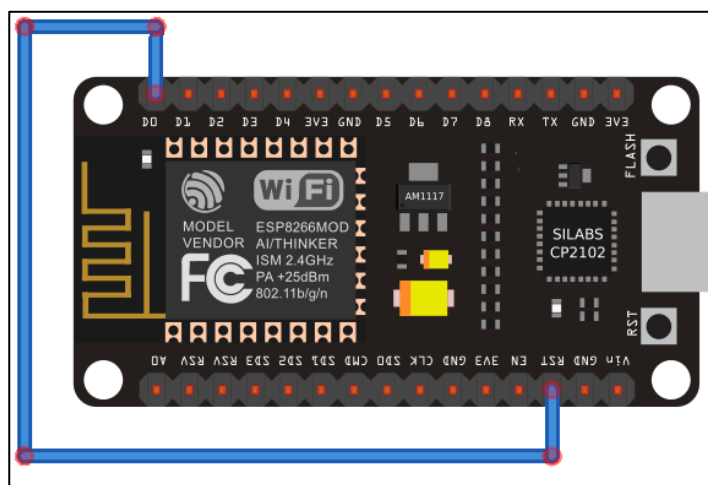 D0 D1 D2 D3 D4 3V3 GND D5 D6 D7 D8 RX TX GND 3V3
FLASH
WiFi
MODEL
VENDOR
ESP8266MOD
AI/THINKER
ISM 2.4GHz
PA +25dBm
802.11b/g/n
FC
AM1117
SILABS
CP2102
RST
A0 RSV RSV SD3 SD2 SD1 CMD SD0 CLK GND 3V3 EN RST GND Vin